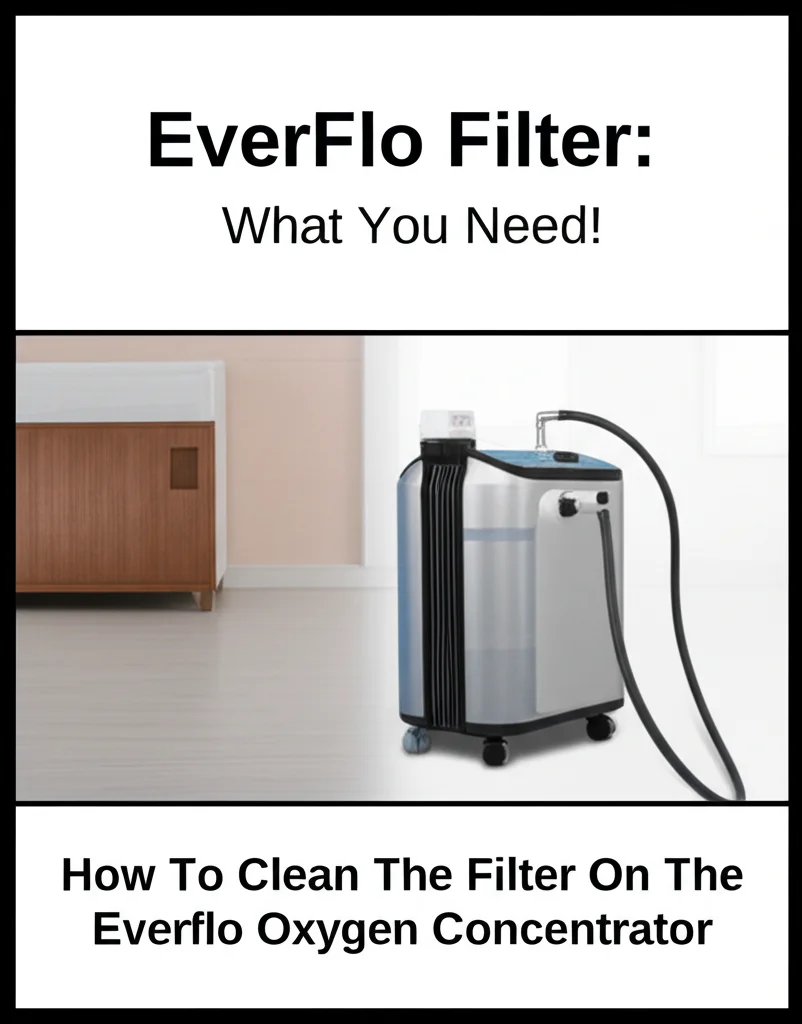 EverFlo Filter:
What You Need!
How To Clean The Filter On The
Everflo Oxygen Concentrator